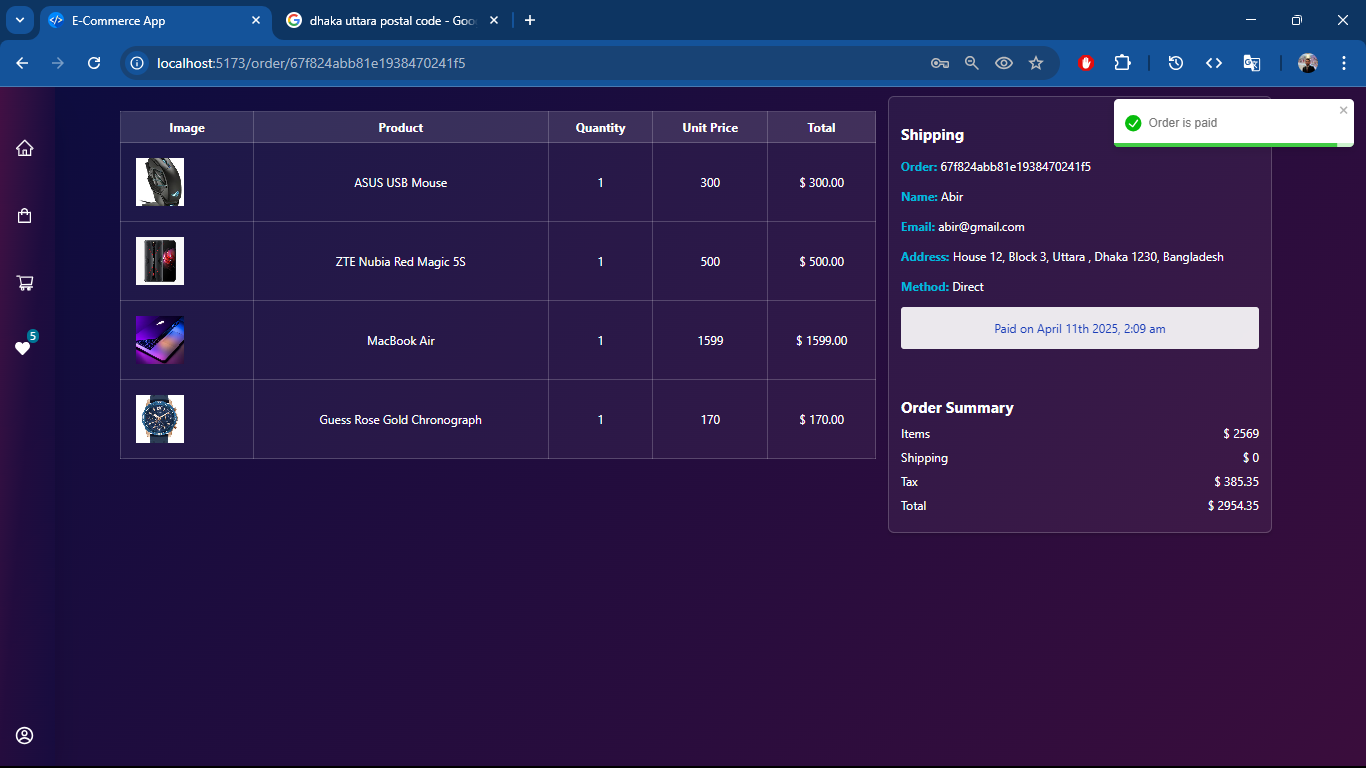 E-Commerce App
dhaka uttara postal code - Goo
localhost:5173/order/67f824abb81e1938470241f5
Order is paid
Image Product Quantity Unit Price Total
ASUS USB Mouse 1 300 $ 300.00
ZTE Nubia Red Magic 5S 1 500 $ 500.00
MacBook Air 1 1599 $ 1599.00
Guess Rose Gold Chronograph 1 170 $ 170.00
5
Shipping
Order: 67f824abb81e1938470241f5
Name: Abir
Email: abir@gmail.com
Address: House 12, Block 3, Uttara , Dhaka 1230, Bangladesh
Method: Direct
Paid on April 11th 2025, 2:09 am
Order Summary
Items $ 2569
Shipping $ 0
Tax $ 385.35
Total $ 2954.35